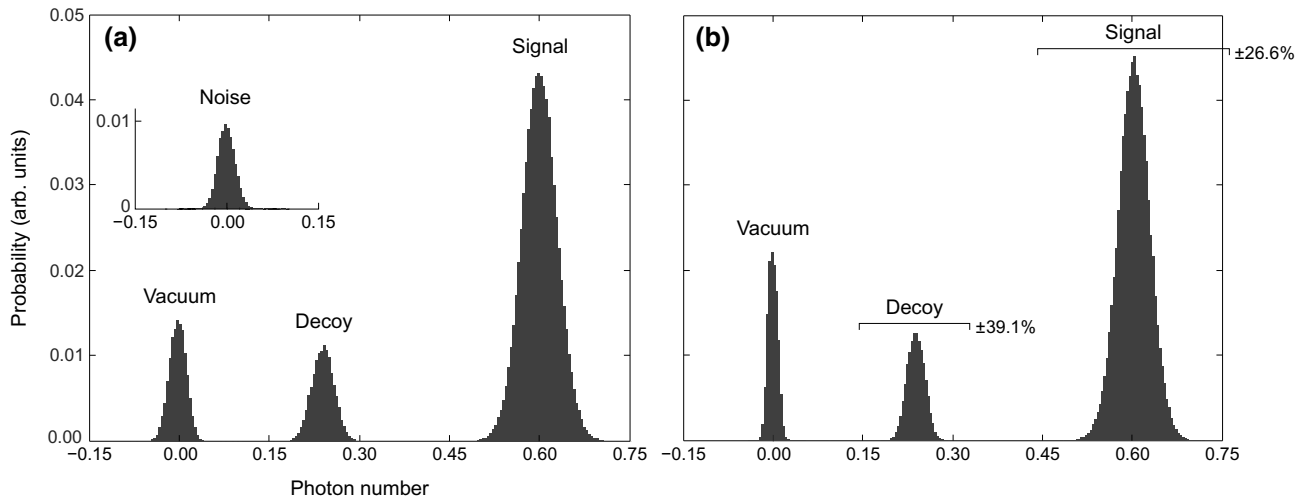 (a)
Signal
Noise
Vacuum
Decoy
0.05
0.04
0.03
0.02
0.01
0.00
0.01
0
−0.15
0.00
0.15
−0.15
0.00
0.15
0.30
0.45
0.60
0.75
Probability (arb. units)
Photon number
(b)
Signal
±26.6%
Vacuum
Decoy
±39.1%
−0.15
0.00
0.15
0.30
0.45
0.60
0.75